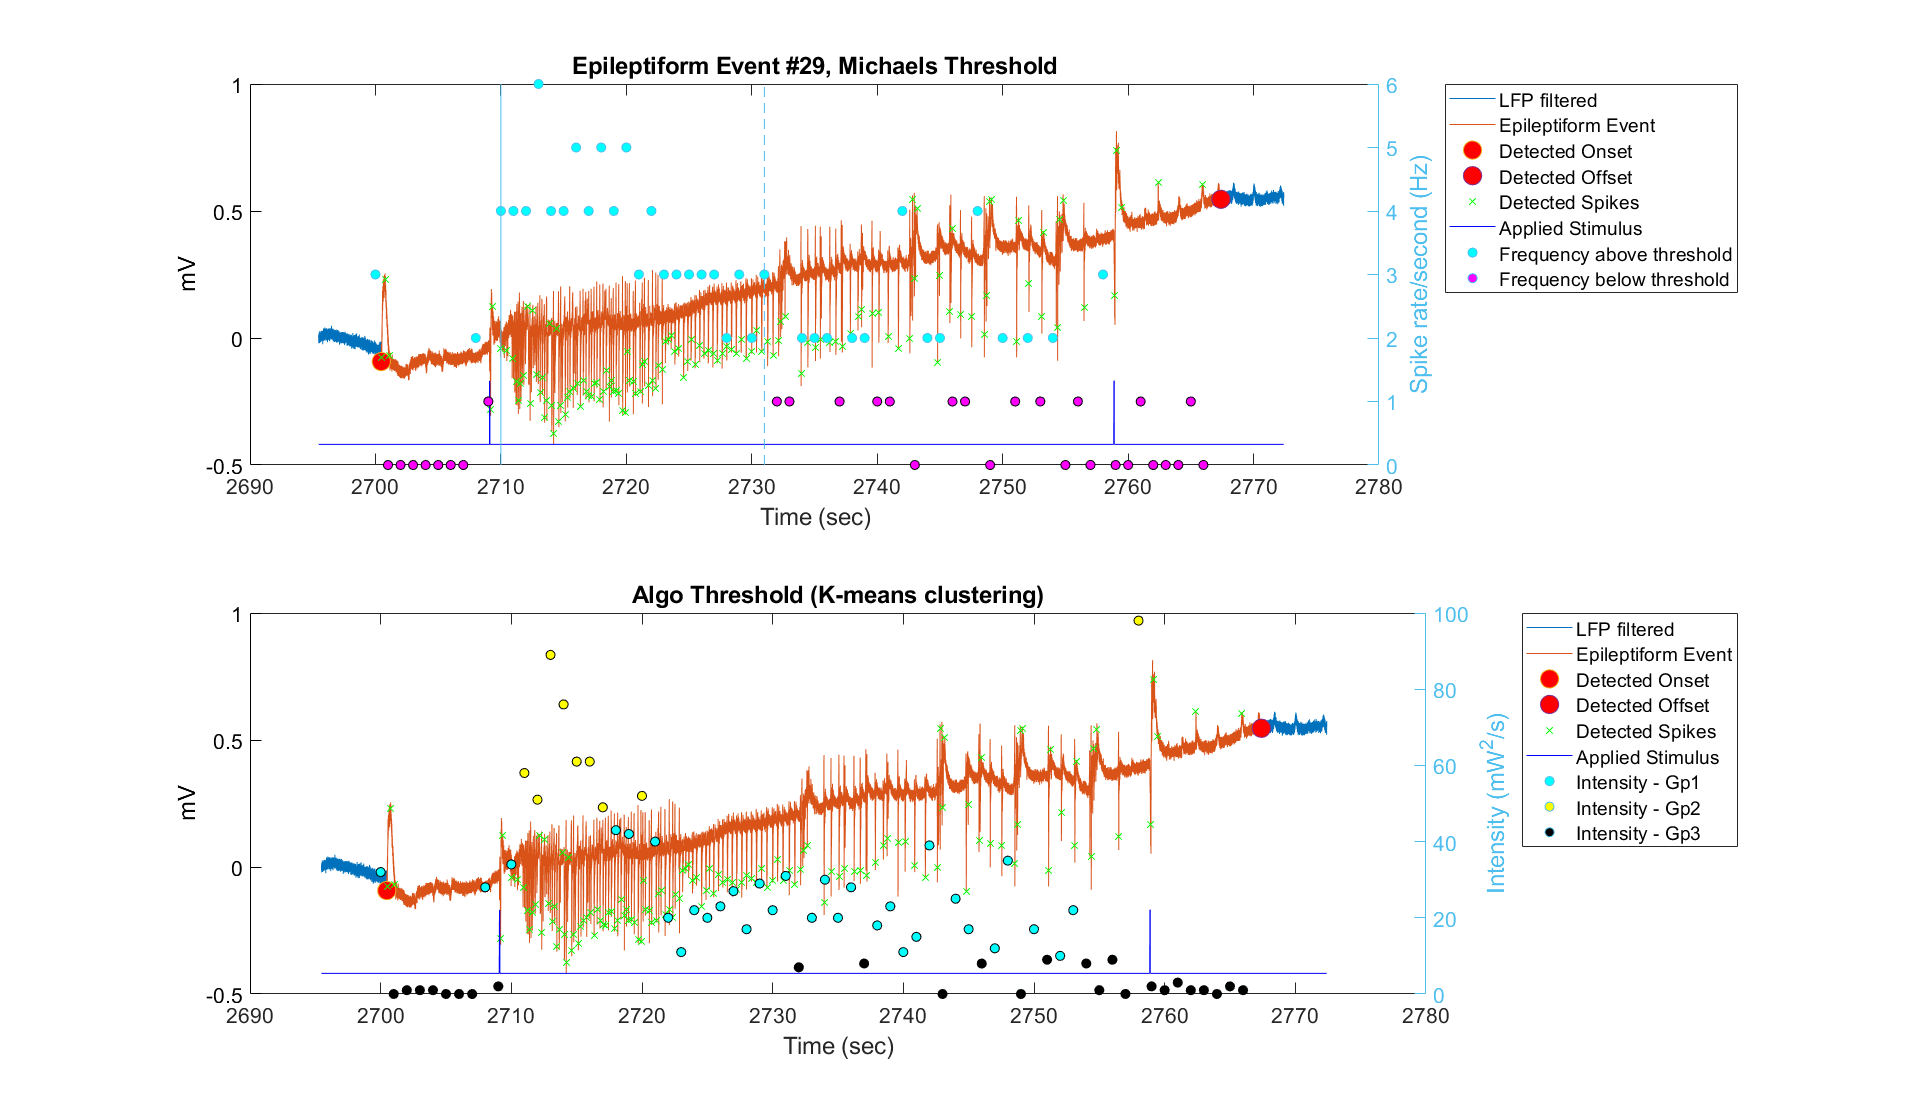 Epileptiform Event #29, Michaels Threshold
1
0.5
0
-0.5
mV
6
5
4
3
2
1
0
Spike rate/second (Hz)
2690 2700 2710 2720 2730 2740 2750 2760 2770 2780
Time (sec)
LFP filtered
Epileptiform Event
Detected Onset
Detected Offset
Detected Spikes
Applied Stimulus
Frequency above threshold
Frequency below threshold
Algo Threshold (K-means clustering)
1
0.5
0
-0.5
mV
100
80
60
40
20
0
Intensity (mW²/s)
2690 2700 2710 2720 2730 2740 2750 2760 2770 2780
Time (sec)
LFP filtered
Epileptiform Event
Detected Onset
Detected Offset
Detected Spikes
Applied Stimulus
Intensity - Gp1
Intensity - Gp2
Intensity - Gp3